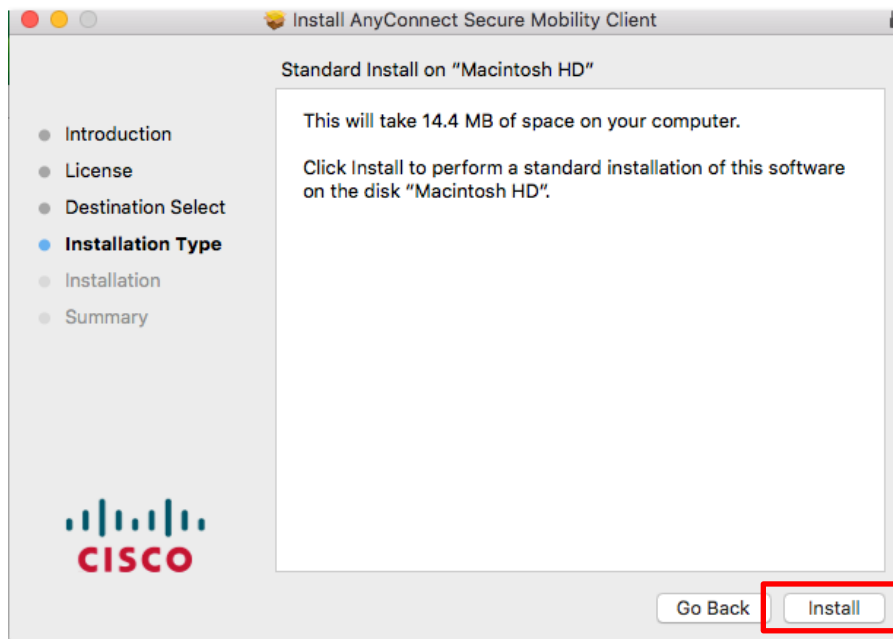 Install AnyConnect Secure Mobility Client
Standard Install on “Macintosh HD”
Introduction
License
Destination Select
Installation Type
Installation
Summary
This will take 14.4 MB of space on your computer.
Click Install to perform a standard installation of this software
on the disk “Macintosh HD”.
CISCO
Go Back
Install